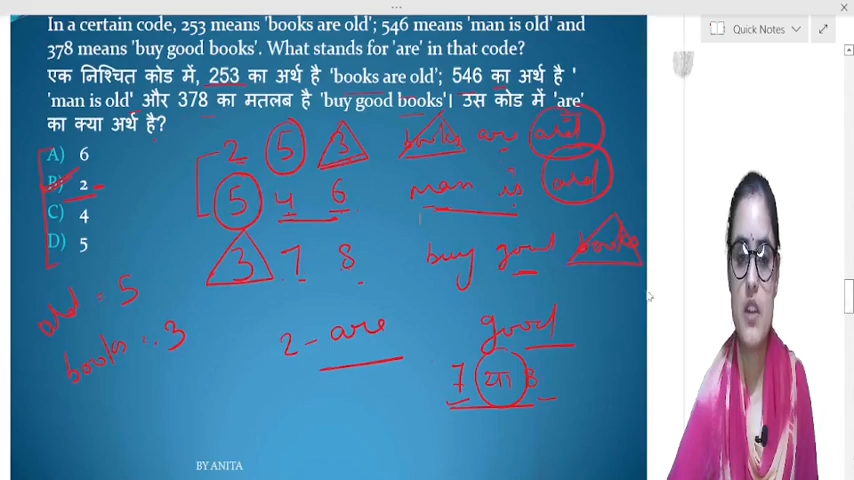 Quick Notes
In a certain code, 253 means 'books are old'; 546 means 'man is old' and
378 means 'buy good books'. What stands for 'are' in that code?
एक निश्चित कोड में, 253 का अर्थ है 'books are old'; 546 का अर्थ है '
'man is old' और 378 का मतलब है 'buy good books'। उस कोड में 'are'
का क्या अर्थ है?
A) 6
B) 2
C) 4
D) 5
2 5 3 books are old
5 4 6 man is old
3 7 8 buy good books
old - 5
books : 3
2 - are
good
7 या 8
BY ANITA